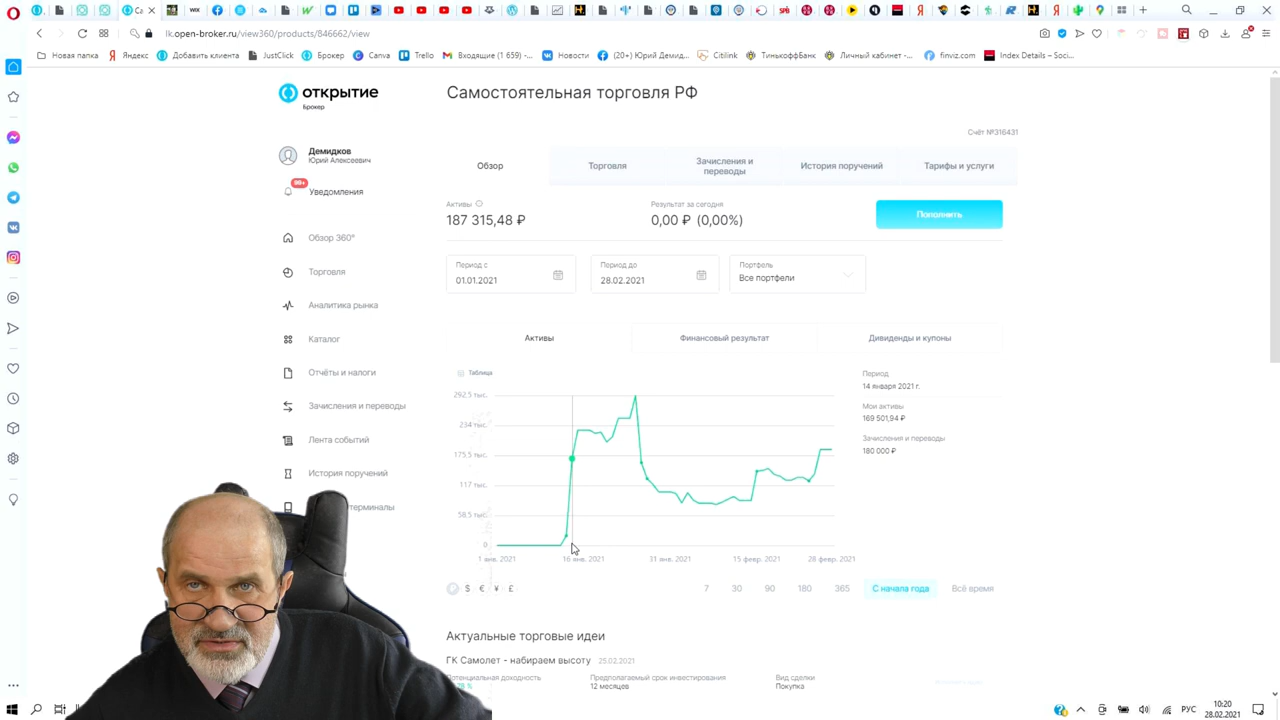 Са
WIX
lk.open-broker.ru/view360/products/846662/view
Новая папка
Яндекс
Добавить клиента
JustClick
Брокер
Canva
Trello
Входящие (1 659) -...
Новости
(20+) Юрий Демид...
Citilink
ТинькоффБанк
Личный кабинет -...
finviz.com
Index Details – Soci...
открытие
Брокер
Самостоятельная торговля РФ
Счёт №316431
Демидков
Юрий Алексеевич
99+
Уведомления
Обзор 360°
Торговля
Аналитика рынка
Каталог
Отчёты и налоги
Зачисления и переводы
Лента событий
История поручений
терминалы
Обзор
Торговля
Зачисления и
переводы
История поручений
Тарифы и услуги
Активы
187 315,48 ₽
Результат за сегодня
0,00 ₽ (0,00%)
Пополнить
Период с
01.01.2021
Период до
28.02.2021
Портфель
Все портфели
Активы
Финансовый результат
Дивиденды и купоны
Таблица
292.5 тыс.
234 тыс.
175.5 тыс.
117 тыс.
58.5 тыс.
0
1 янв. 2021
16 янв. 2021
31 янв. 2021
15 февр. 2021
28 февр. 2021
Период
14 января 2021 г.
Мои активы
169 501,94 ₽
Зачисления и переводы
180 000 ₽
₽ $ € ¥ £
7 30 90 180 365 С начала года Всё время
Актуальные торговые идеи
ГК Самолет - набираем высоту 25.02.2021
Потенциальная доходность
Предполагаемый срок инвестирования
12 месяцев
Вид сделки
Покупка
РУС
10:20
28.02.2021